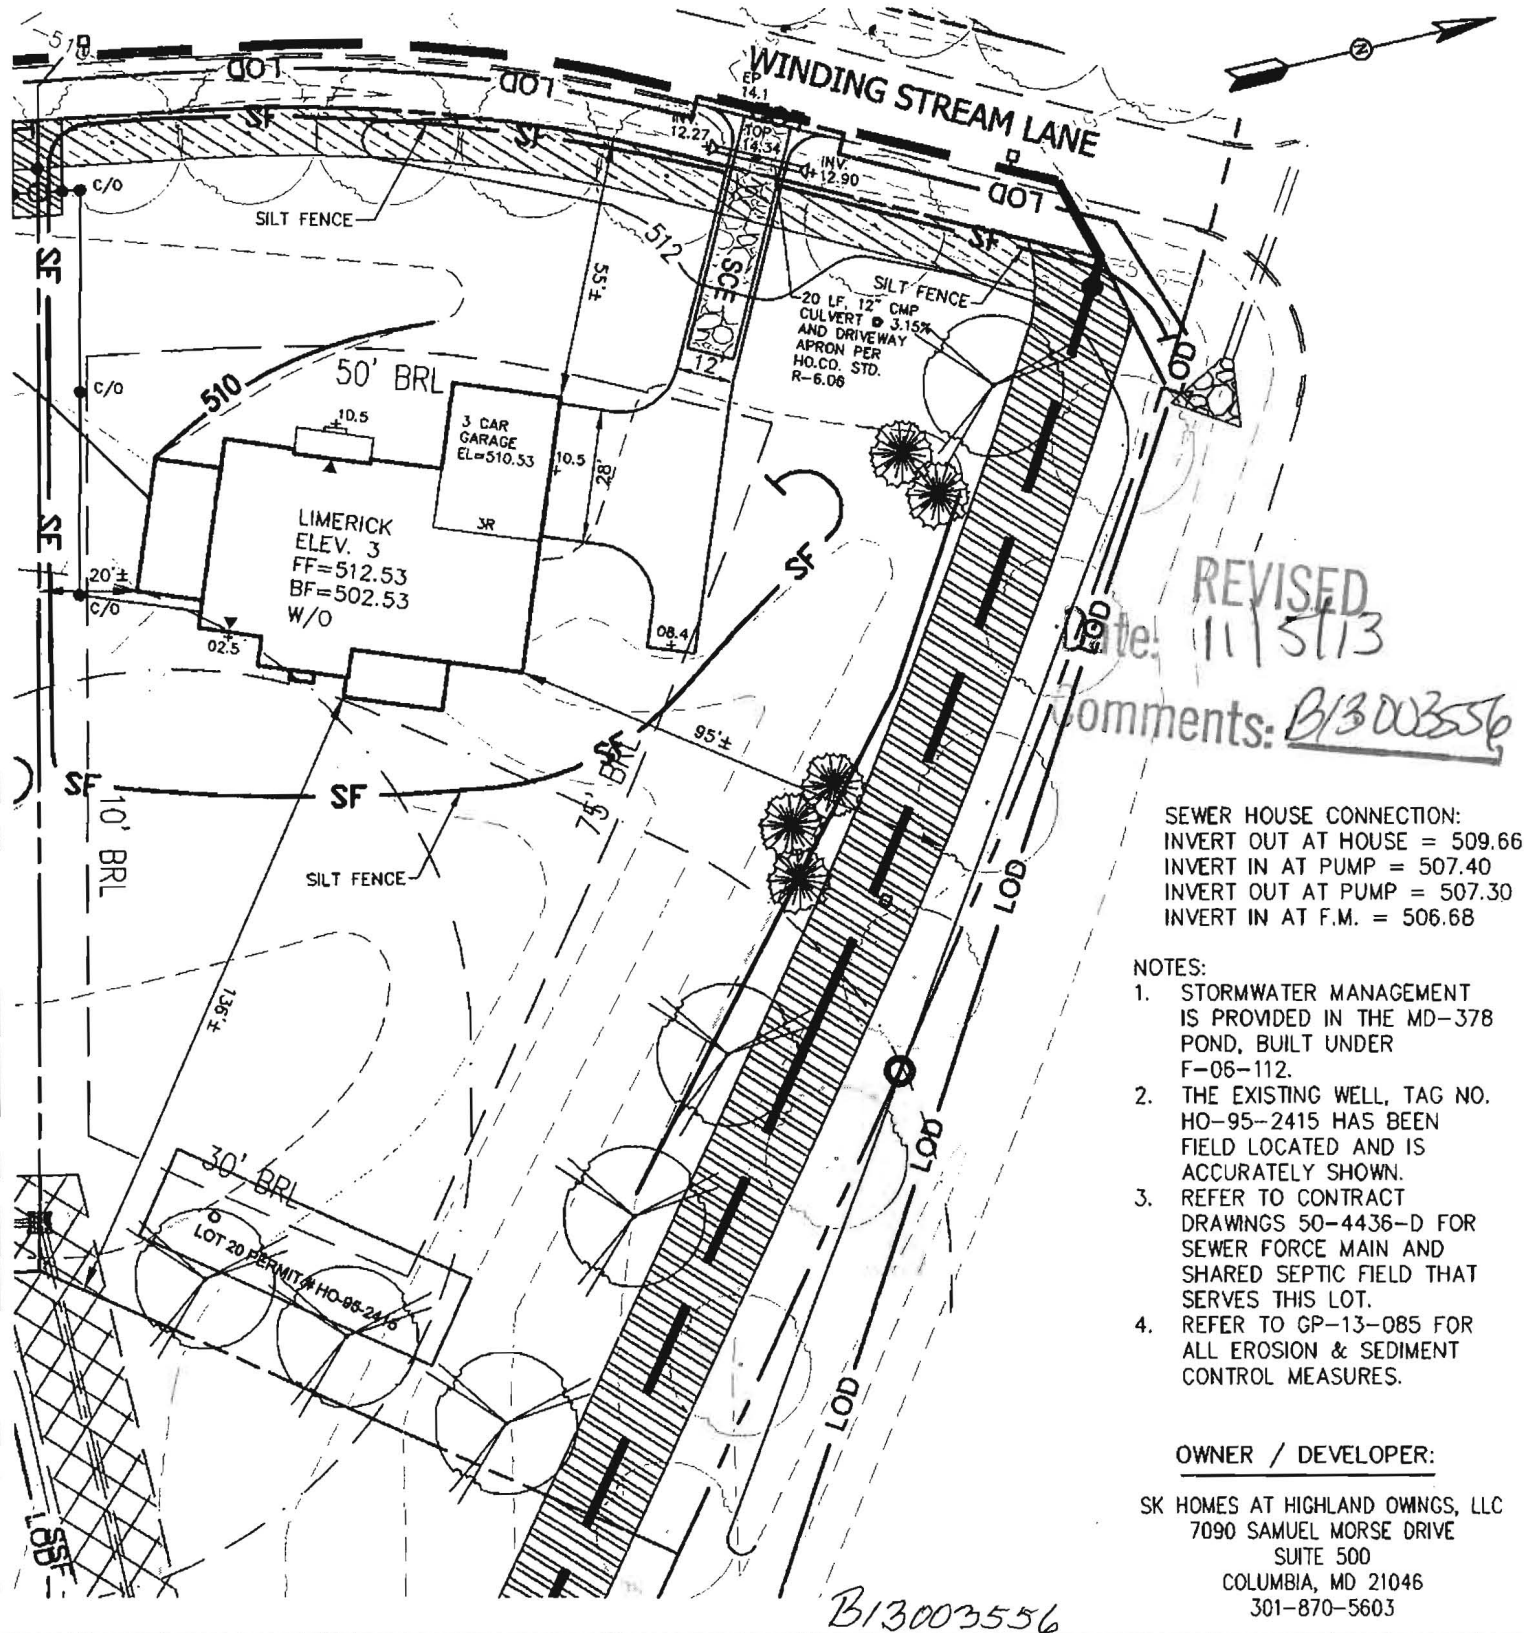 WINDING STREAM LANE
LOD
LOD
EP
14.1
INV.
12.27
TOP
14.34
INV.
12.90
LOD
SF
SF
SF
C/O
SILT FENCE
512
SCE
55'±
SILT FENCE
20 LF, 12" CMP
CULVERT @ 3.15%
AND DRIVEWAY
APRON PER
HO.CO. STD.
R-6.06
SF
12'
LOD
510
50' BRL
C/O
10.5
3 CAR
GARAGE
EL=510.53
10.5
28'
3R
LIMERICK
ELEV. 3
FF=512.53
BF=502.53
W/O
SF
20'±
C/O
02.5
08.4
SF
LOD
REVISED
Date: 11/5/13
Comments: B13003556
95'±
SF
75' BRL
SF
SF
10' BRL
SILT FENCE
LOD
SEWER HOUSE CONNECTION:
INVERT OUT AT HOUSE = 509.66
INVERT IN AT PUMP = 507.40
INVERT OUT AT PUMP = 507.30
INVERT IN AT F.M. = 506.68
136'±
NOTES:
1. STORMWATER MANAGEMENT
IS PROVIDED IN THE MD-378
POND, BUILT UNDER
F-06-112.
2. THE EXISTING WELL, TAG NO.
HO-95-2415 HAS BEEN
FIELD LOCATED AND IS
ACCURATELY SHOWN.
3. REFER TO CONTRACT
DRAWINGS 50-4436-D FOR
SEWER FORCE MAIN AND
SHARED SEPTIC FIELD THAT
SERVES THIS LOT.
4. REFER TO GP-13-085 FOR
ALL EROSION & SEDIMENT
CONTROL MEASURES.
LOD
30' BRL
LOT 20 PERMIT # HO-95-2415
LOD
OWNER / DEVELOPER:
SK HOMES AT HIGHLAND OWINGS, LLC
7090 SAMUEL MORSE DRIVE
SUITE 500
COLUMBIA, MD 21046
301-870-5603
SSF
LOD
B13003556